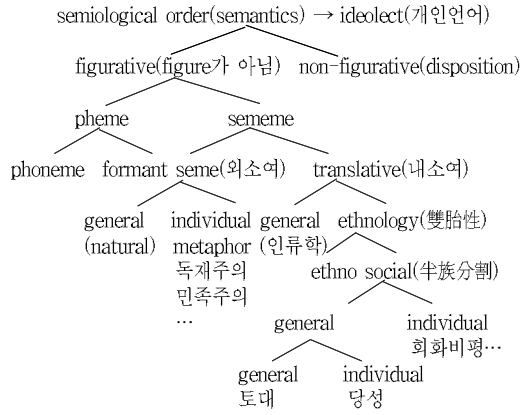 semiological order(semantics) → ideolect(개인언어)
figurative(figure가 아님) non-figurative(disposition)
pheme sememe
phoneme formant seme(외소여) translative(내소여)
general individual general ethnology(雙胎性)
(natural) metaphor (인류학)
독재주의 ethno social(半族分割)
민족주의
…
general individual
회화비평…
general individual
토대 당성